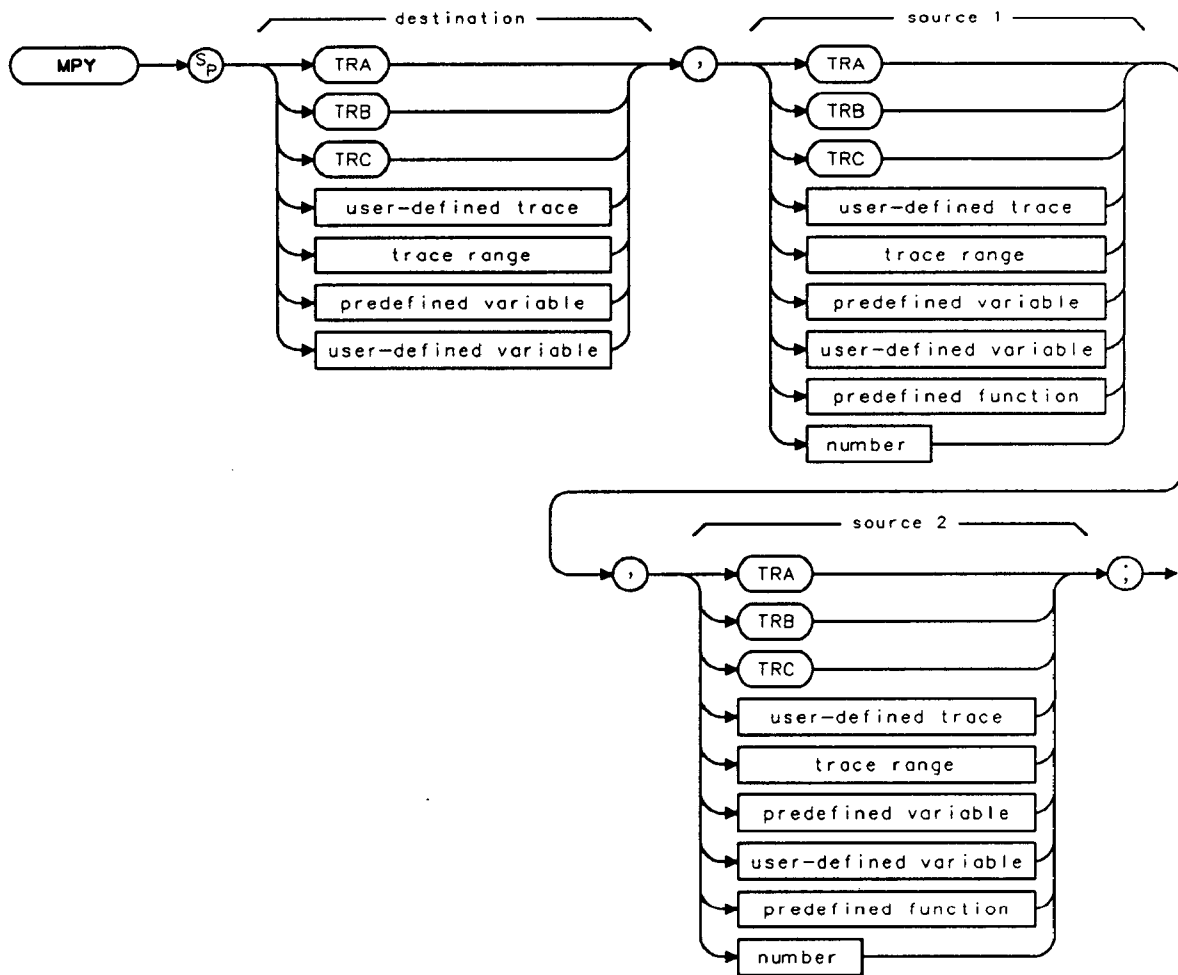 destination
MPY
SP
TRA
TRB
TRC
user-defined trace
trace range
predefined variable
user-defined variable
,
source 1
TRA
TRB
TRC
user-defined trace
trace range
predefined variable
user-defined variable
predefined function
number
source 2
,
TRA
TRB
TRC
user-defined trace
trace range
predefined variable
user-defined variable
predefined function
number
;